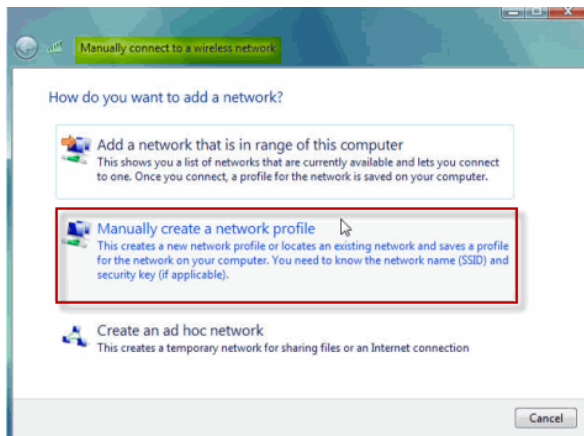 Manually connect to a wireless network
How do you want to add a network?
Add a network that is in range of this computer
This shows you a list of networks that are currently available and lets you connect
to one. Once you connect, a profile for the network is saved on your computer.
Manually create a network profile
This creates a new network profile or locates an existing network and saves a profile
for the network on your computer. You need to know the network name (SSID) and
security key (if applicable).
Create an ad hoc network
This creates a temporary network for sharing files or an Internet connection
Cancel